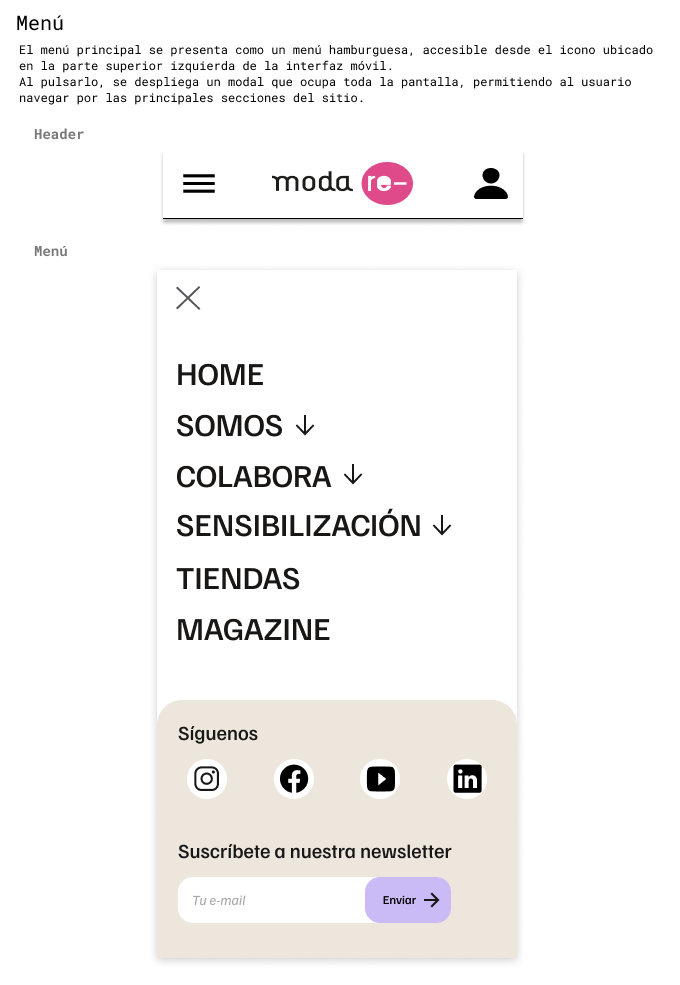 Menú
El menú principal se presenta como un menú hamburguesa, accesible desde el icono ubicado
en la parte superior izquierda de la interfaz móvil.
Al pulsarlo, se despliega un modal que ocupa toda la pantalla, permitiendo al usuario
navegar por las principales secciones del sitio.
Header
moda re-
Menú
HOME
SOMOS
COLABORA
SENSIBILIZACIÓN
TIENDAS
MAGAZINE
Síguenos
in
Suscríbete a nuestra newsletter
Tu e-mail
Enviar